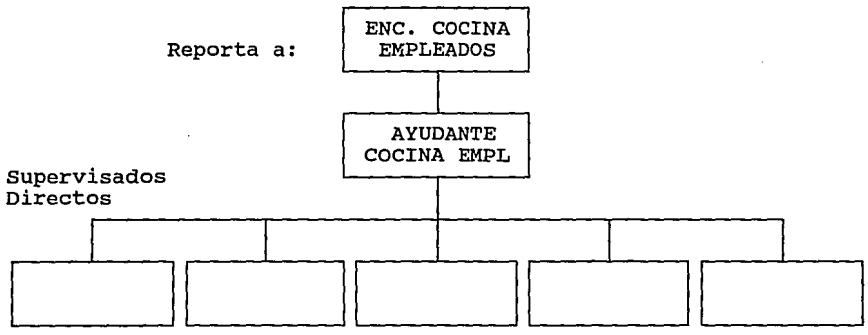 ENC. COCINA
EMPLEADOS
Reporta a:
AYUDANTE
COCINA EMPL
Supervisados
Directos